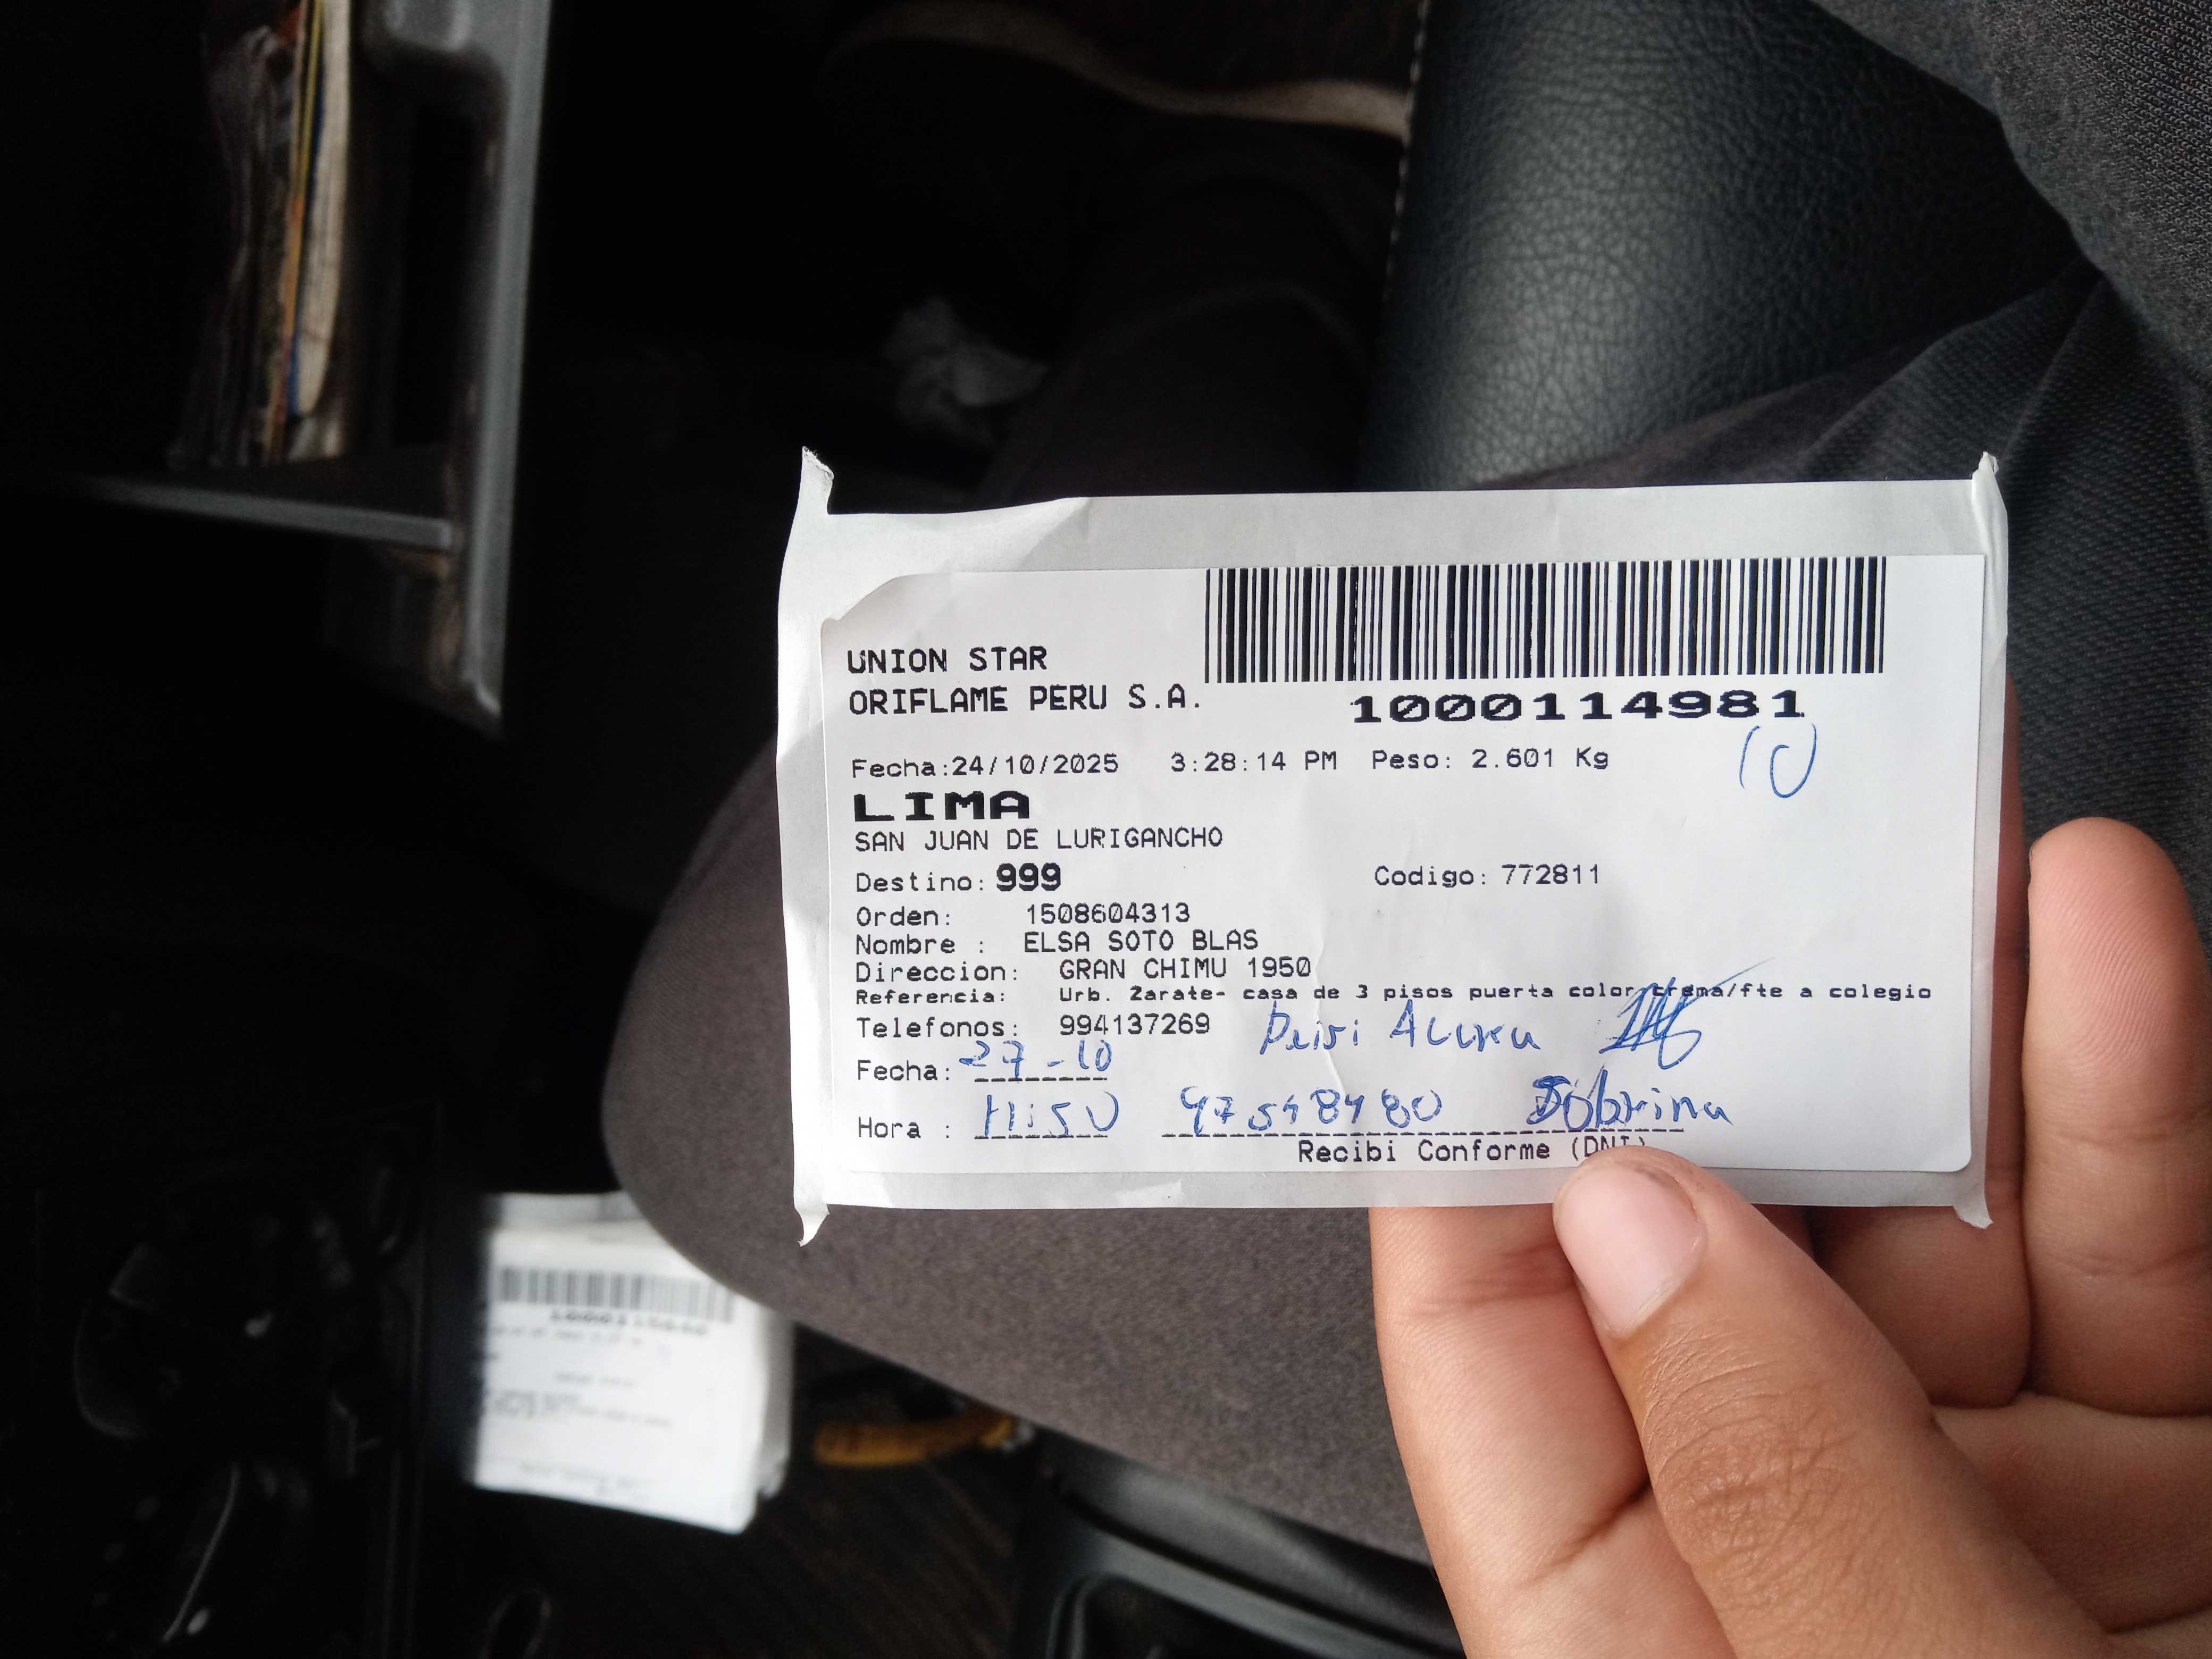 UNION STAR
ORIFLAME PERU S.A.
1000114981
10
Fecha:24/10/2025 3:28:14 PM Peso: 2.601 Kg
LIMA
SAN JUAN DE LURIGANCHO
Destino: 999 Codigo: 772811
Orden: 1508604313
Nombre : ELSA SOTO BLAS
Direccion: GRAN CHIMU 1950
Referencia: Urb. Zarate- casa de 3 pisos puerta color crema/fte a colegio
Telefonos: 994137269
Fecha: 27-10
Hora : 11:50 Sobrina
Recibi Conforme (DNI)